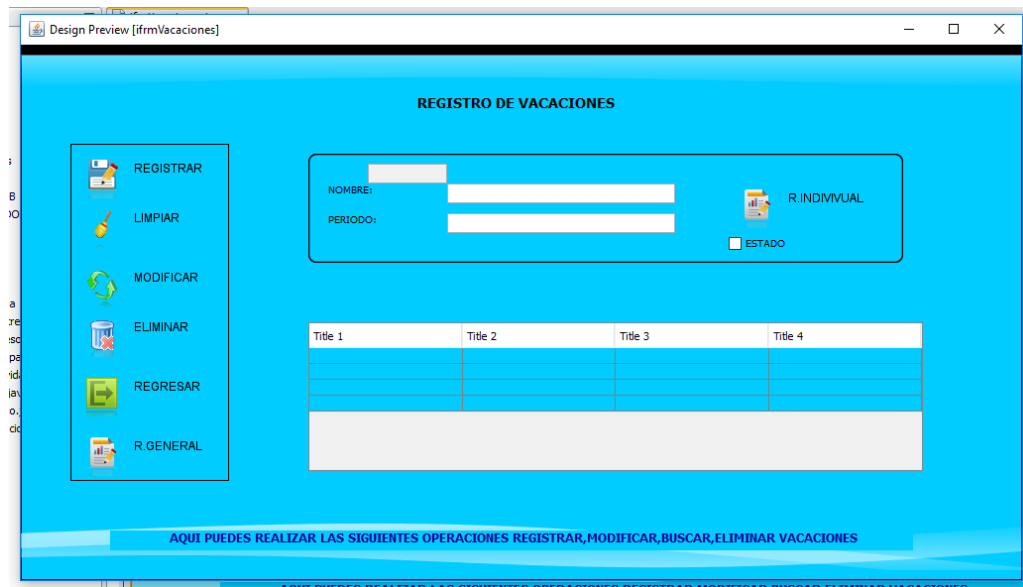 Design Preview [ifrmVacaciones]
REGISTRO DE VACACIONES
REGISTRAR
LIMPIAR
MODIFICAR
ELIMINAR
REGRESAR
R.GENERAL
NOMBRE:
PERIODO:
R.INDIVIVUAL
ESTADO
Title 1 Title 2 Title 3 Title 4
AQUI PUEDES REALIZAR LAS SIGUIENTES OPERACIONES REGISTRAR,MODIFICAR,BUSCAR,ELIMINAR VACACIONES